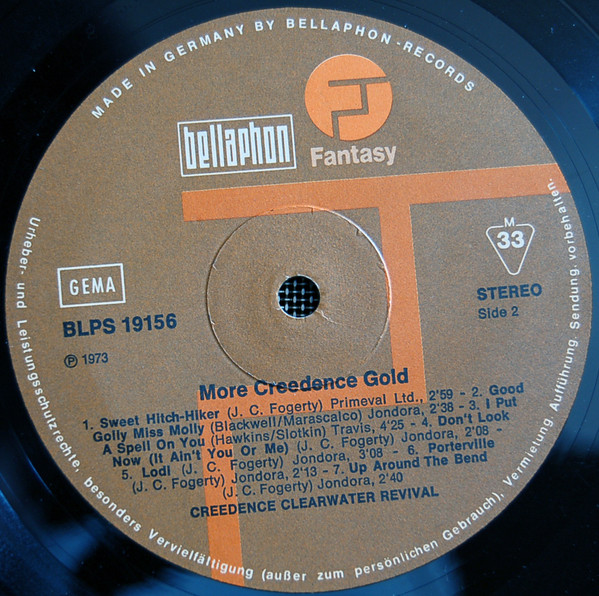 MADE IN GERMANY BY BELLAPHON-RECORDS
bellaphon
Fantasy
M
33
GEMA
BLPS 19156
STEREO
Side 2
℗ 1973
More Creedence Gold
1. Sweet Hitch-Hiker (J. C. Fogerty) Primeval Ltd., 2'59 - 2. Good
Golly Miss Molly (Blackwell/Marascalco) Jondora, 2'38 - 3. I Put
A Spell On You (Hawkins/Slotkin) Travis, 4'25 - 4. Don't Look
Now (It Ain't You Or Me) (J. C. Fogerty) Jondora, 2'08 -
5. Lodi (J. C. Fogerty) Jondora, 3'08 - 6. Porterville
(J. C. Fogerty) Jondora, 2'13 - 7. Up Around The Bend
(J. C. Fogerty) Jondora, 2'40
CREEDENCE CLEARWATER REVIVAL
Urheber- und Leistungsschutzrechte, besonders Vervielfältigung (außer zum persönlichen Gebrauch), Vermietung, Aufführung, Sendung, vorbehalten.